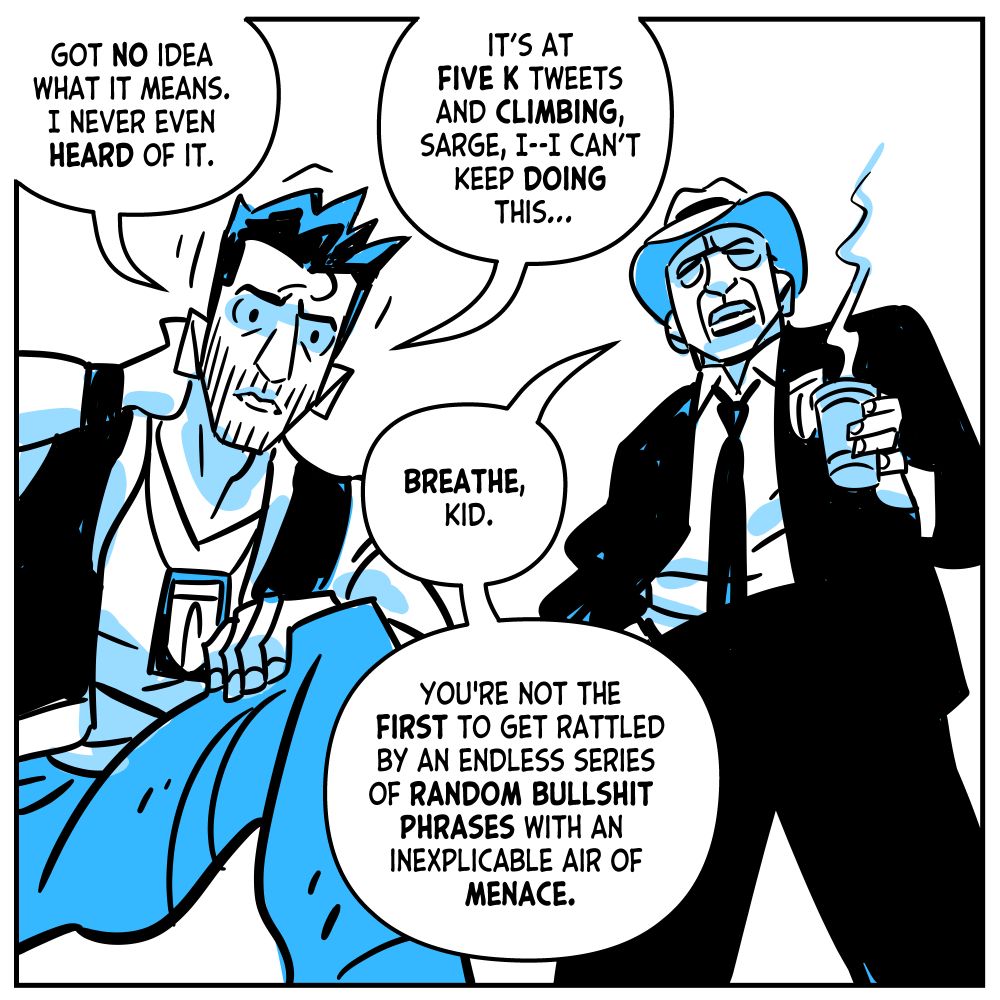 GOT NO IDEA
WHAT IT MEANS.
I NEVER EVEN
HEARD OF IT.
IT'S AT
FIVE K TWEETS
AND CLIMBING,
SARGE, I--I CAN'T
KEEP DOING
THIS...
BREATHE,
KID.
YOU'RE NOT THE
FIRST TO GET RATTLED
BY AN ENDLESS SERIES
OF RANDOM BULLSHIT
PHRASES WITH AN
INEXPLICABLE AIR OF
MENACE.